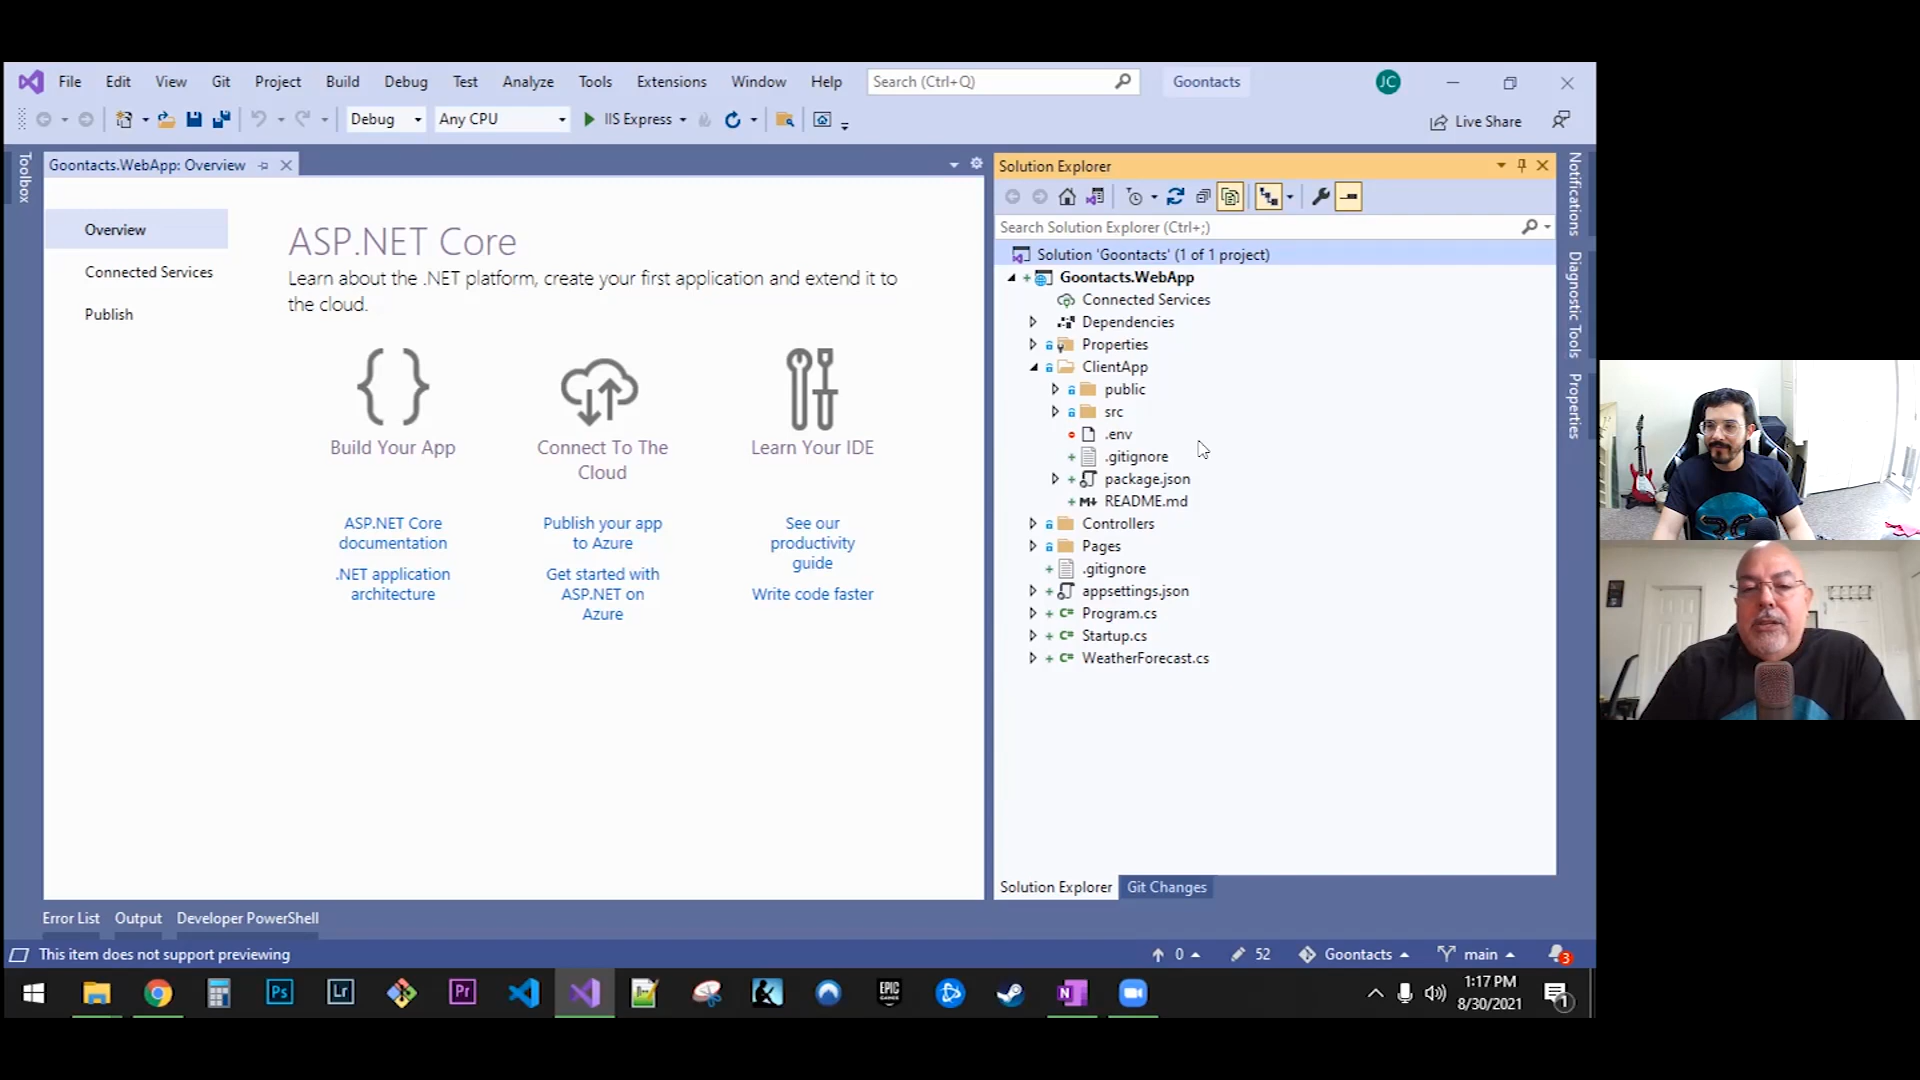 File Edit View Git Project Build Debug Test Analyze Tools Extensions Window Help Search (Ctrl+Q) Goontacts JC
Debug Any CPU IIS Express Live Share
Toolbox
Goontacts.WebApp: Overview
Overview
Connected Services
Publish
ASP.NET Core
Learn about the .NET platform, create your first application and extend it to
the cloud.
Build Your App
Connect To The
Cloud
Learn Your IDE
ASP.NET Core
documentation
.NET application
architecture
Publish your app
to Azure
Get started with
ASP.NET on
Azure
See our
productivity
guide
Write code faster
Solution Explorer
Search Solution Explorer (Ctrl+;)
Solution 'Goontacts' (1 of 1 project)
Goontacts.WebApp
Connected Services
Dependencies
Properties
ClientApp
public
src
.env
.gitignore
package.json
README.md
Controllers
Pages
.gitignore
appsettings.json
C# Program.cs
C# Startup.cs
C# WeatherForecast.cs
Solution Explorer Git Changes
Notifications
Diagnostic Tools
Properties
Error List Output Developer PowerShell
This item does not support previewing
0 52 Goontacts main 3
Ps Lr Pr EPIC GAMES N
1:17 PM
8/30/2021
1